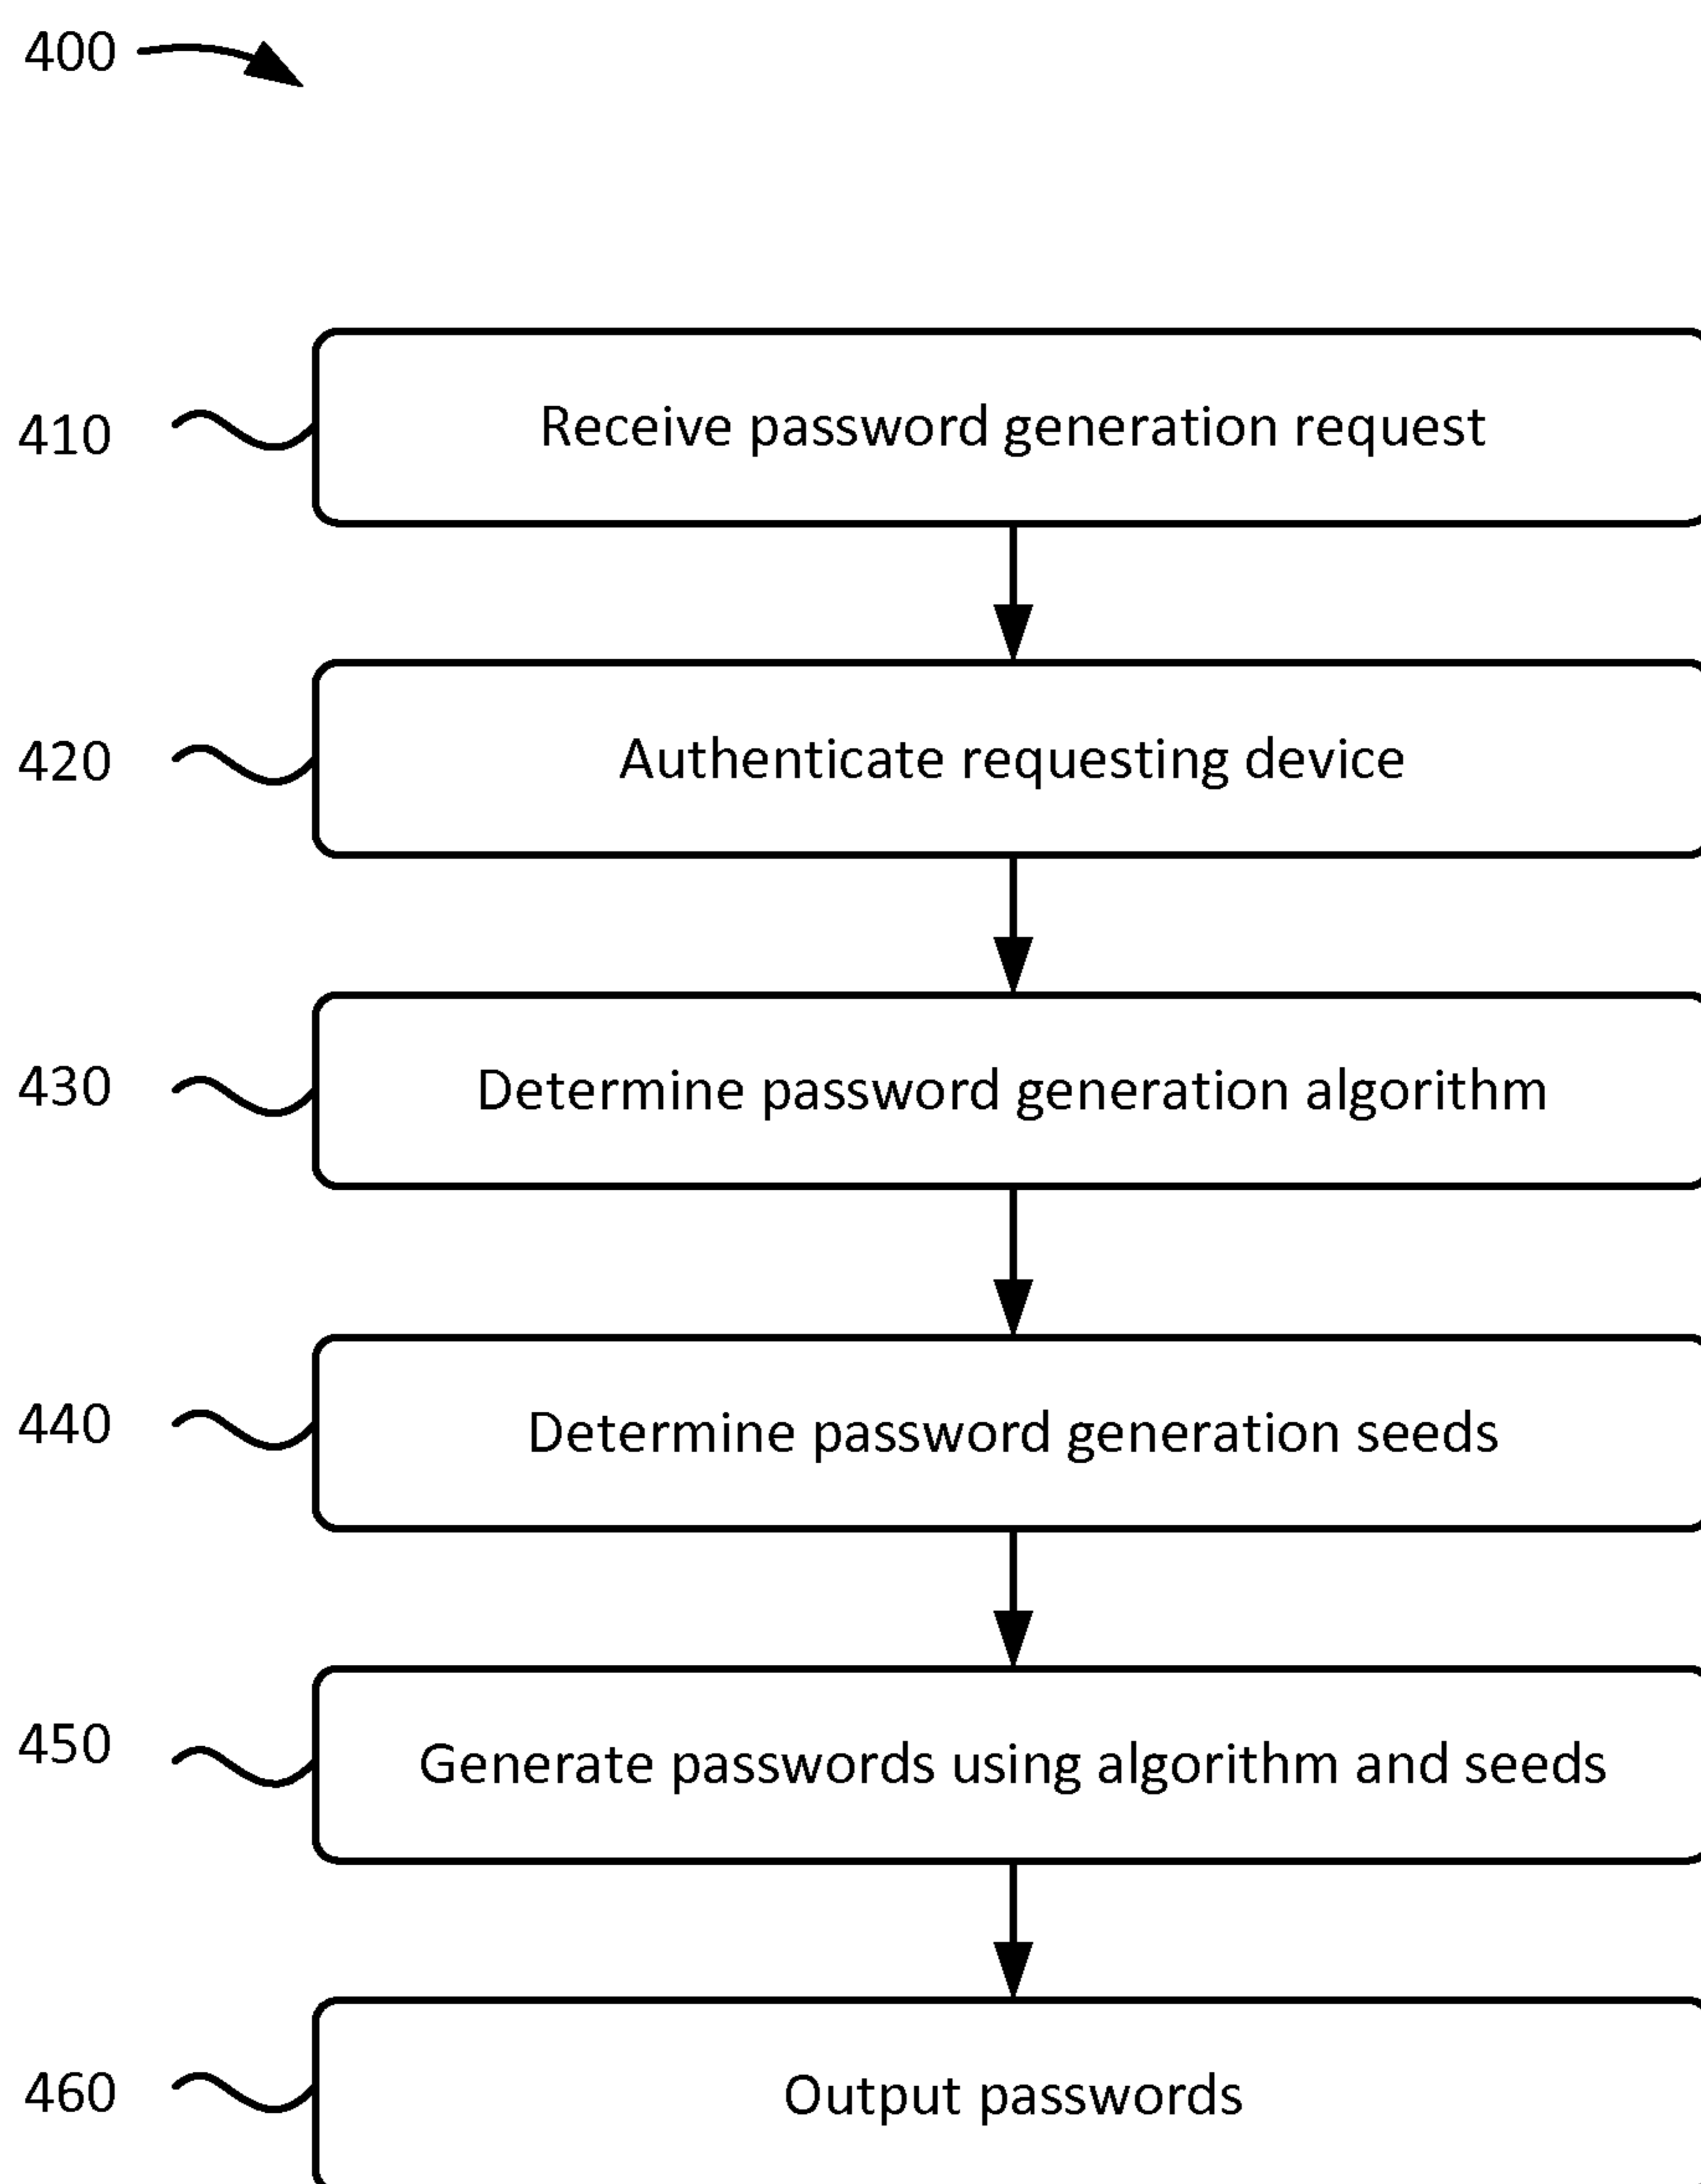 400
410 Receive password generation request
420 Authenticate requesting device
430 Determine password generation algorithm
440 Determine password generation seeds
450 Generate passwords using algorithm and seeds
460 Output passwords